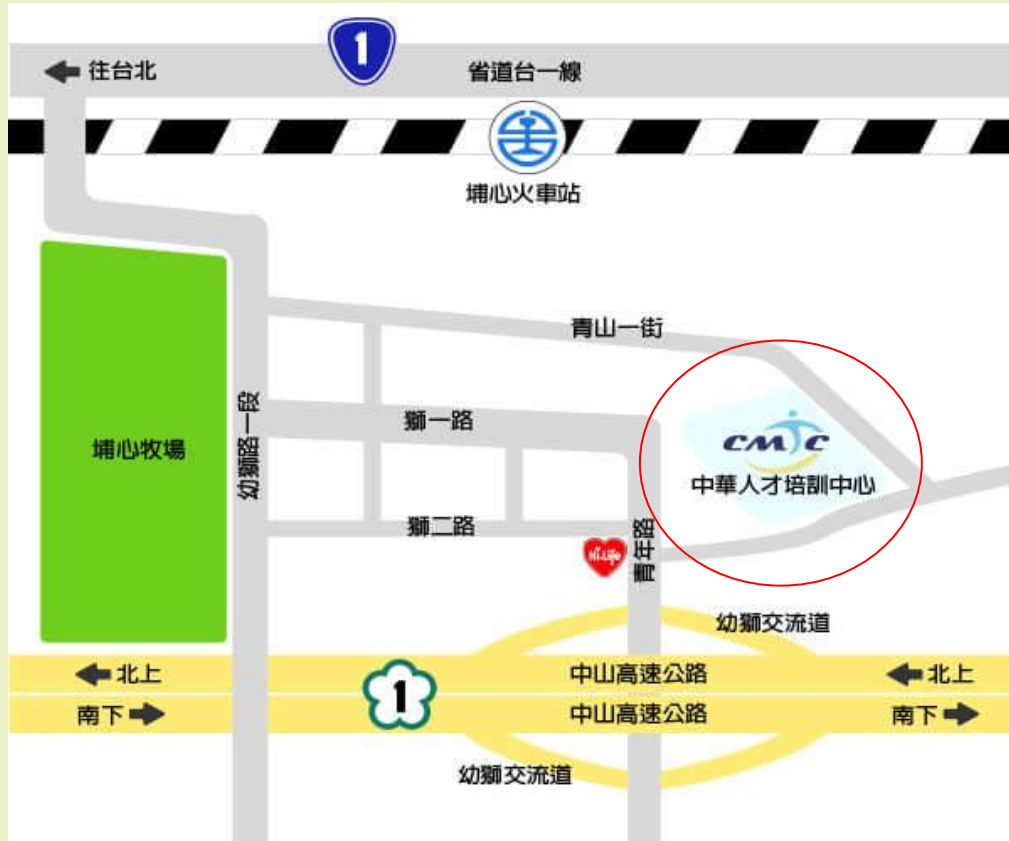 1
往台北
省道台一線
埔心火車站
青山一街
幼獅路一段
獅一路
埔心牧場
CMTC
中華人才培訓中心
獅二路
Hi-Life
青年路
幼獅交流道
北上
中山高速公路
北上
1
南下
中山高速公路
南下
幼獅交流道